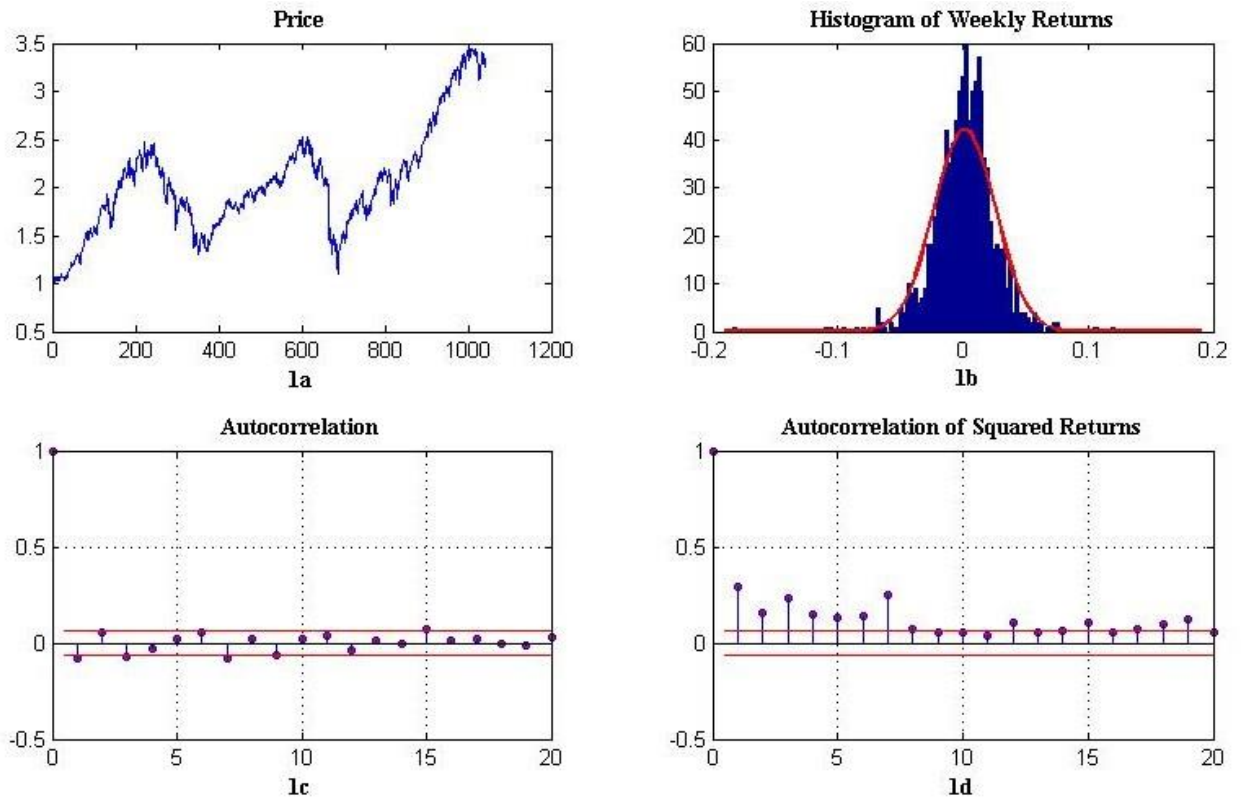 Price
3.5
3
2.5
2
1.5
1
0.5
0 200 400 600 800 1000 1200
1a
Histogram of Weekly Returns
60
50
40
30
20
10
0
-0.2 -0.1 0 0.1 0.2
1b
Autocorrelation
1
0.5
0
-0.5
0 5 10 15 20
1c
Autocorrelation of Squared Returns
1
0.5
0
-0.5
0 5 10 15 20
1d